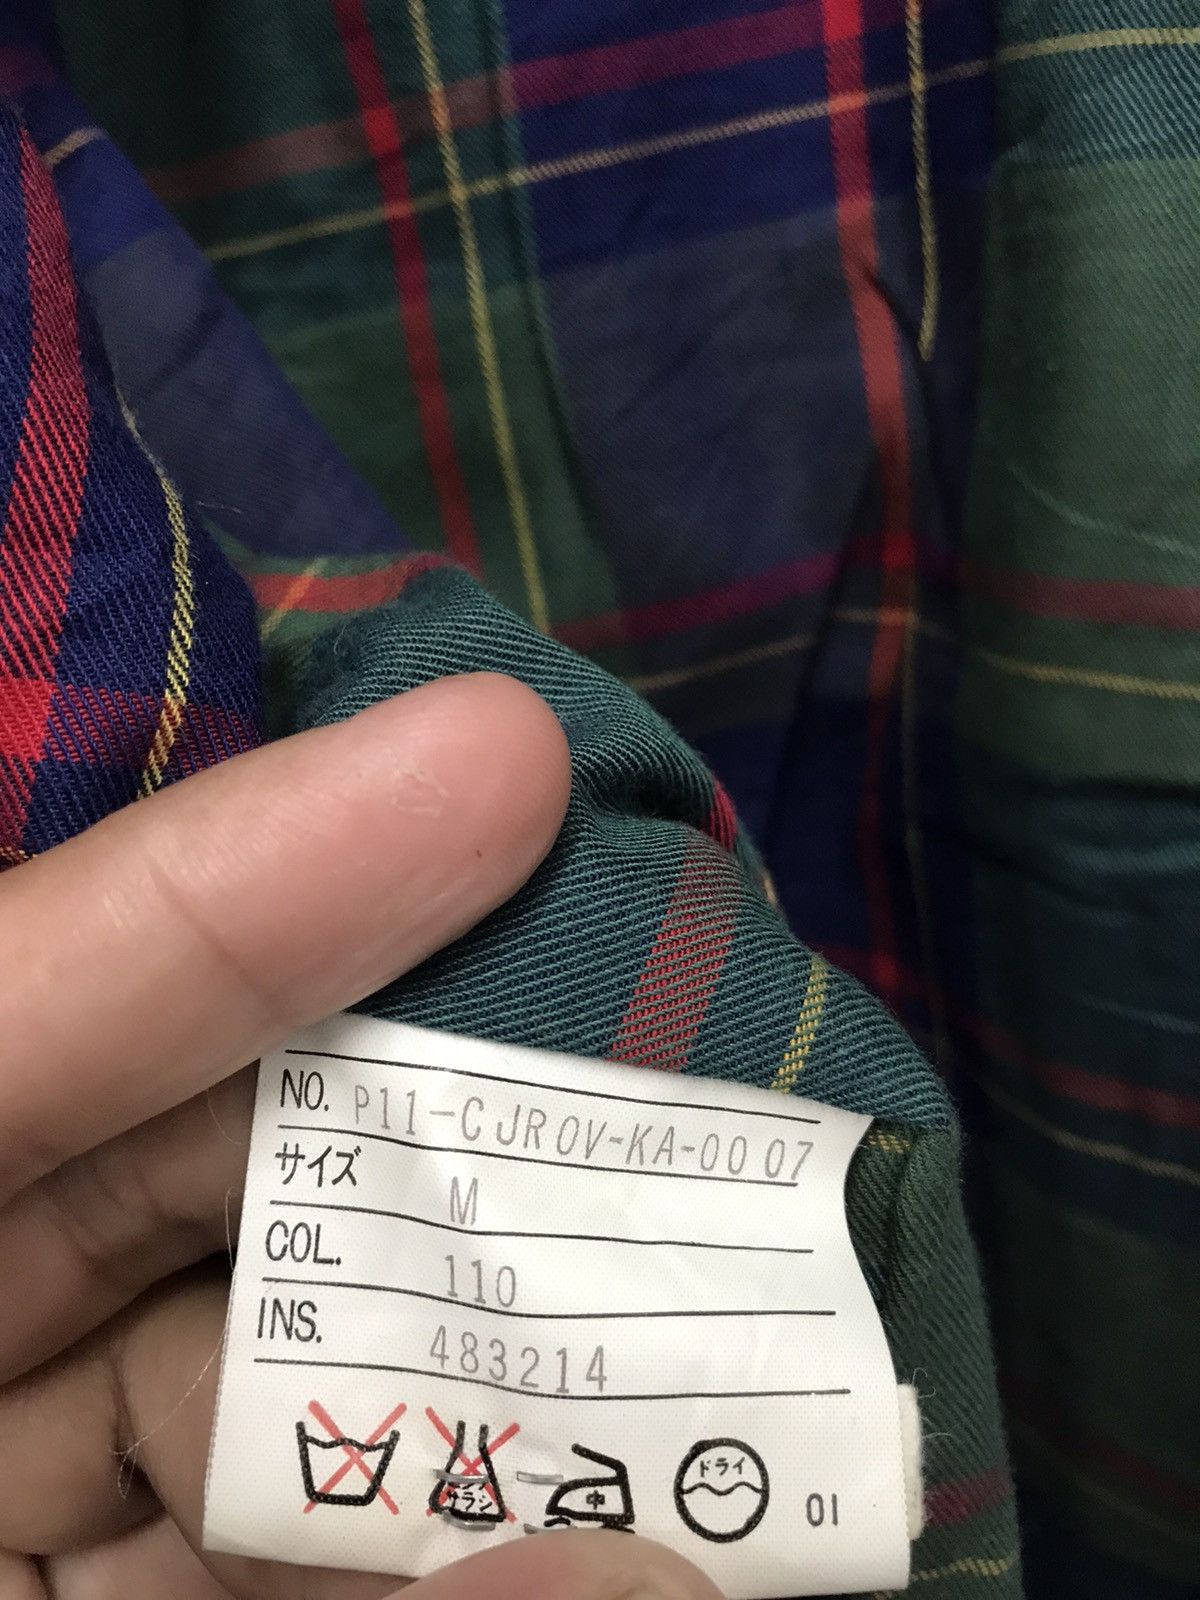 NO. P11-CJROV-KA-0007
サイズ M
COL. 110
INS. 483214
サラシ
中
ドライ
01